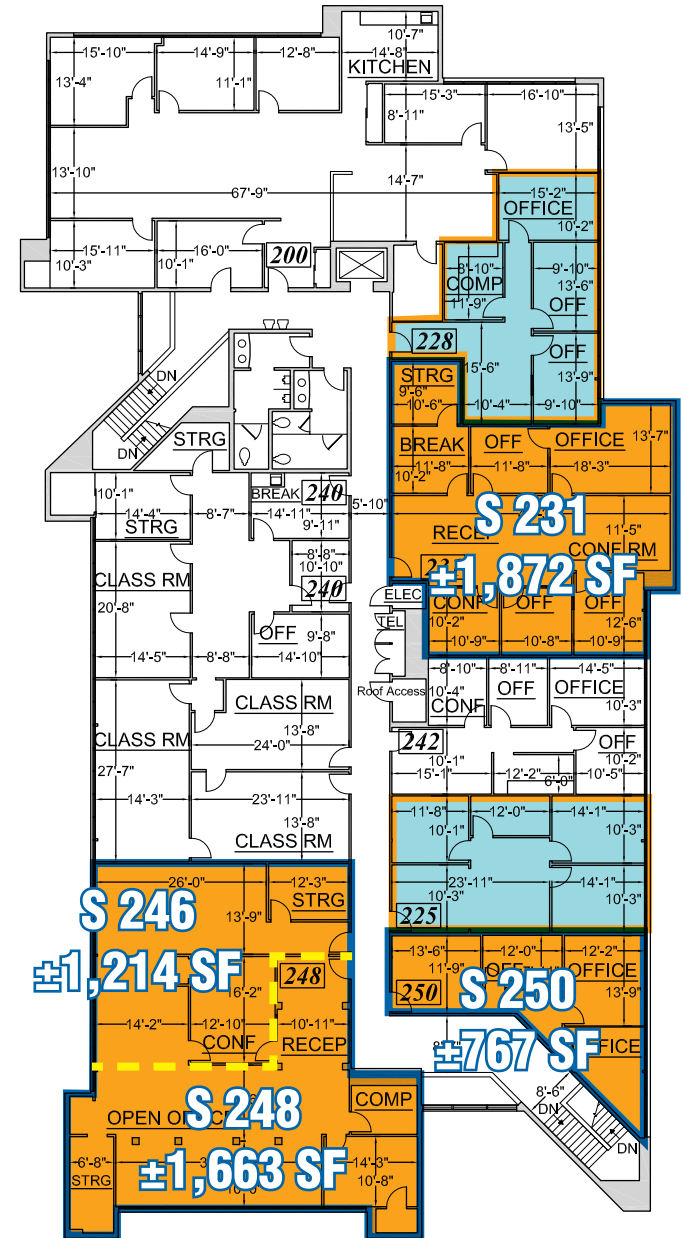 10'-7"
15'-10"
14'-9"
12'-8"
14'-8"
KITCHEN
13'-4"
11'-1"
15'-3"
16'-10"
8'-11"
13'-5"
13'-10"
14'-7"
67'-9"
15'-2"
OFFICE
10'-2"
15'-11"
16'-0"
200
10'-3"
10'-1"
8'-10"
COMP
11'-9"
9'-10"
13'-6"
OFF
228
15'-6"
OFF
13'-9"
10'-4"
9'-10"
DN
DN
STRG
9'-6"
10'-6"
STRG
BREAK
OFF
OFFICE
13'-7"
11'-8"
11'-8"
18'-3"
10'-2"
10'-1"
14'-4"
STRG
8'-7"
BREAK
240
14'-11"
9'-11"
5'-10"
S 231
±1,872 SF
RECEP
11'-5"
CONF RM
8'-8"
10'-10"
240
CLASS RM
20'-8"
14'-5"
8'-8"
OFF
9'-8"
14'-10"
ELEC
TEL
CONF
OFF
OFF
10'-2"
12'-6"
10'-9"
10'-8"
10'-9"
Roof Access
8'-10"
8'-11"
14'-5"
10'-4"
CONF
OFF
OFFICE
10'-3"
CLASS RM
13'-8"
24'-0"
CLASS RM
27'-7"
14'-3"
23'-11"
13'-8"
CLASS RM
242
10'-1"
15'-1"
12'-2"
6'-0"
OFF
10'-2"
10'-5"
11'-8"
12'-0"
14'-1"
10'-1"
10'-3"
23'-11"
14'-1"
10'-3"
10'-3"
225
26'-0"
12'-3"
13'-9"
STRG
S 246
±1,214 SF
248
16'-2"
14'-2"
12'-10"
10'-11"
CONF
RECEP
13'-6"
12'-0"
12'-2"
11'-9"
OFFICE
13'-9"
250
S 250
±767 SF
8'-6"
DN
DN
COMP
S 248
±1,663 SF
6'-8"
STRG
14'-3"
10'-8"